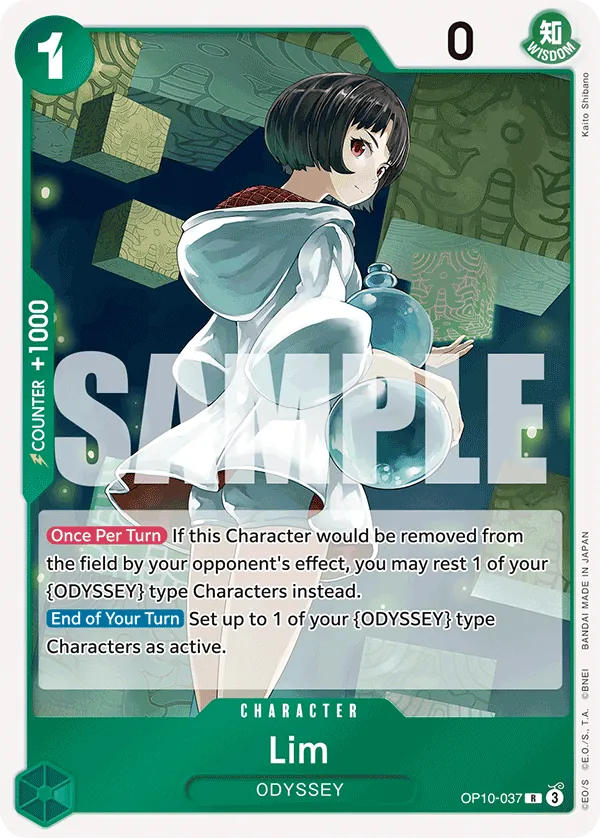 1
0
知
WISDOM
Kaito Shibano
COUNTER +1000
SAMPLE
Once Per Turn If this Character would be removed from
the field by your opponent's effect, you may rest 1 of your
{ODYSSEY} type Characters instead.
End of Your Turn Set up to 1 of your {ODYSSEY} type
Characters as active.
CHARACTER
Lim
ODYSSEY
OP10-037 R 3
©EO/S ©E.O./S., T.A. ©BNEI BANDAI MADE IN JAPAN